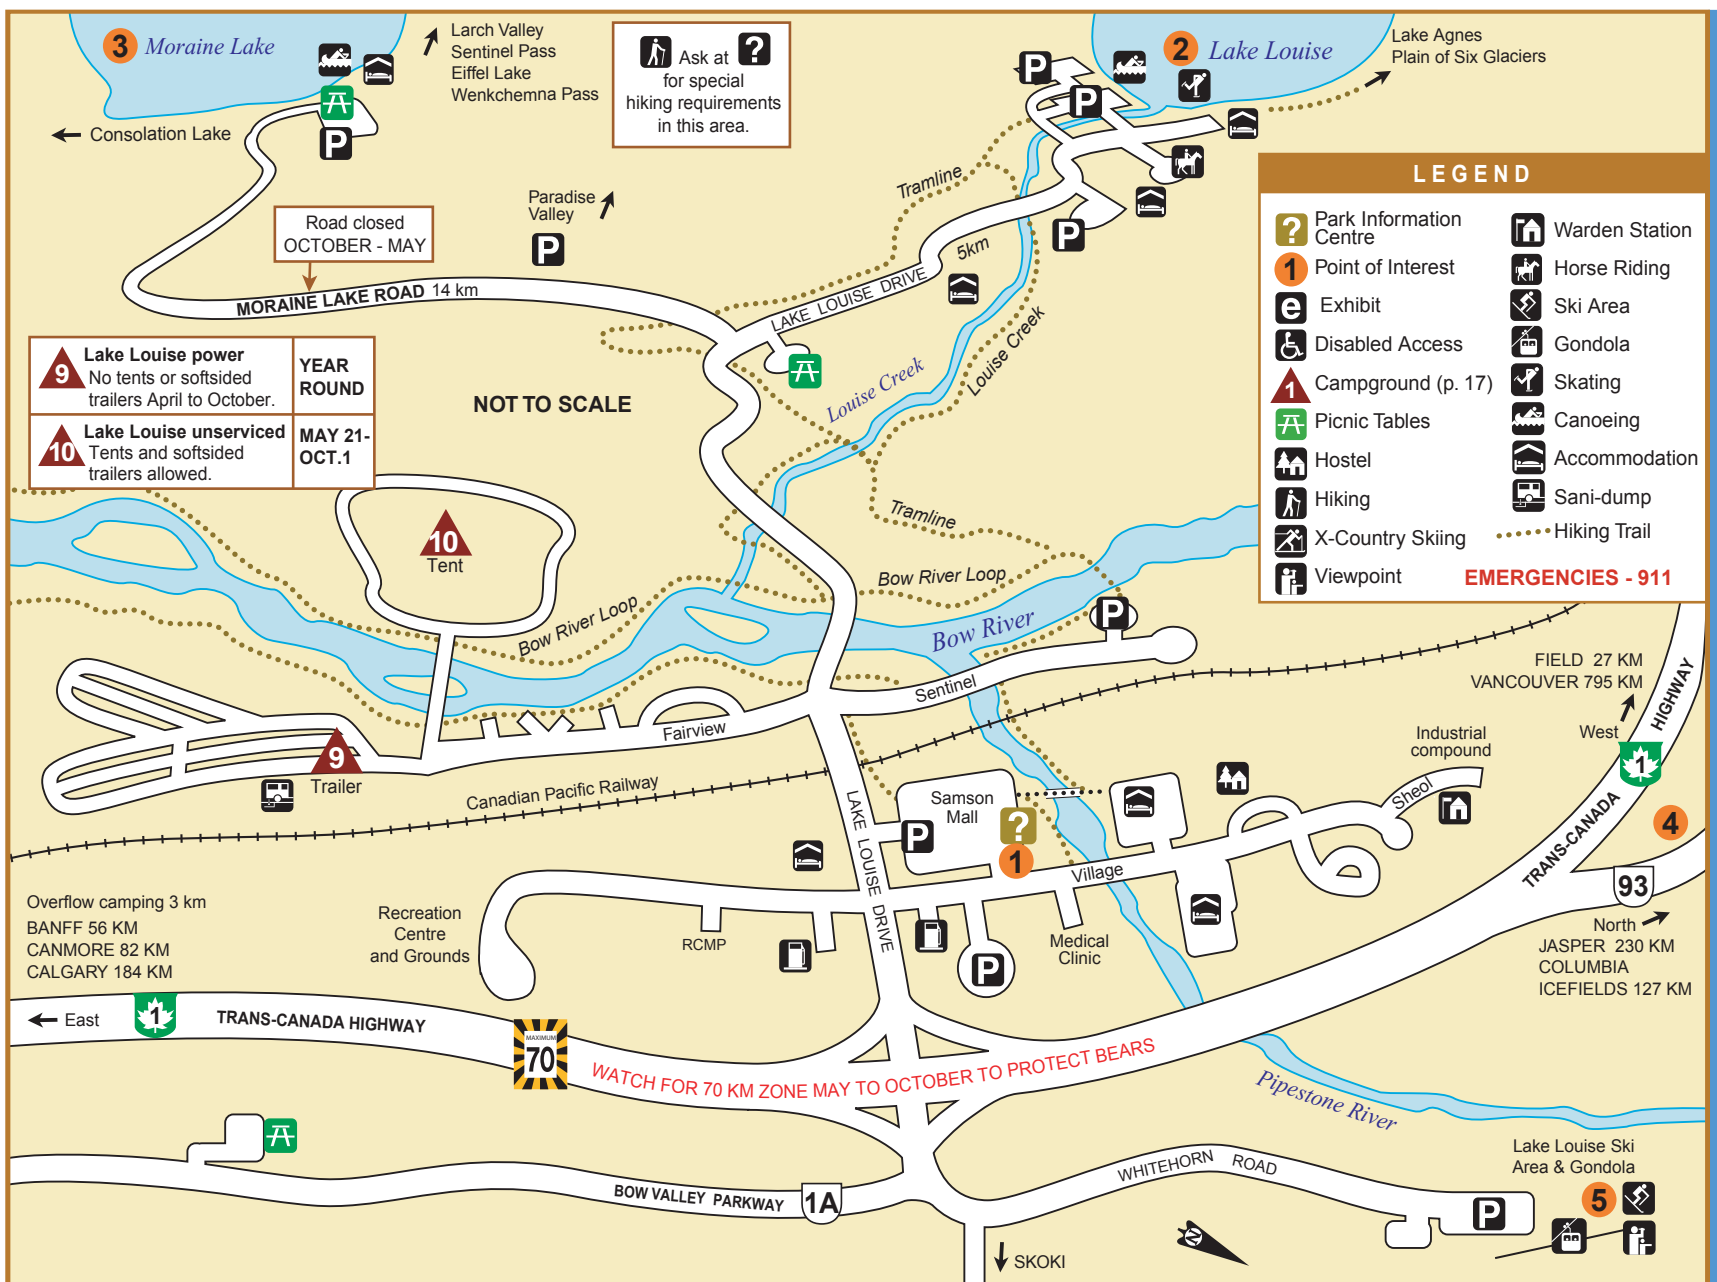 3 Moraine Lake
Larch Valley
Sentinel Pass
Eiffel Lake
Wenkchemna Pass
Consolation Lake
P
Ask at ?
for special
hiking requirements
in this area.
2 Lake Louise
Lake Agnes
Plain of Six Glaciers
P
P
P
Road closed
OCTOBER - MAY
Paradise
Valley
P
Tramline
5km
MORAINE LAKE ROAD 14 km
LAKE LOUISE DRIVE
Louise Creek
Louise Creek
LEGEND
? Park Information
Centre
1 Point of Interest
e Exhibit
Disabled Access
1 Campground (p. 17)
Picnic Tables
Hostel
Hiking
X-Country Skiing
Viewpoint
Warden Station
Horse Riding
Ski Area
Gondola
Skating
Canoeing
Accommodation
Sani-dump
Hiking Trail
EMERGENCIES - 911
9 Lake Louise power
No tents or softsided
trailers April to October.
YEAR
ROUND
10 Lake Louise unserviced
Tents and softsided
trailers allowed.
MAY 21-
OCT.1
NOT TO SCALE
10
Tent
Tramline
Bow River Loop
Bow River Loop
Bow River
P
Sentinel
Fairview
9
Trailer
Canadian Pacific Railway
FIELD 27 KM
VANCOUVER 795 KM
West
HIGHWAY
1
TRANS-CANADA
Industrial
compound
Sheol
4
93
North
JASPER 230 KM
COLUMBIA
ICEFIELDS 127 KM
Samson
Mall
P
?
1
Village
LAKE LOUISE DRIVE
Overflow camping 3 km
BANFF 56 KM
CANMORE 82 KM
CALGARY 184 KM
Recreation
Centre
and Grounds
RCMP
P
Medical
Clinic
East
1
TRANS-CANADA HIGHWAY
MAXIMUM
70
WATCH FOR 70 KM ZONE MAY TO OCTOBER TO PROTECT BEARS
Pipestone River
BOW VALLEY PARKWAY
1A
WHITEHORN ROAD
Lake Louise Ski
Area & Gondola
5
P
N
SKOKI